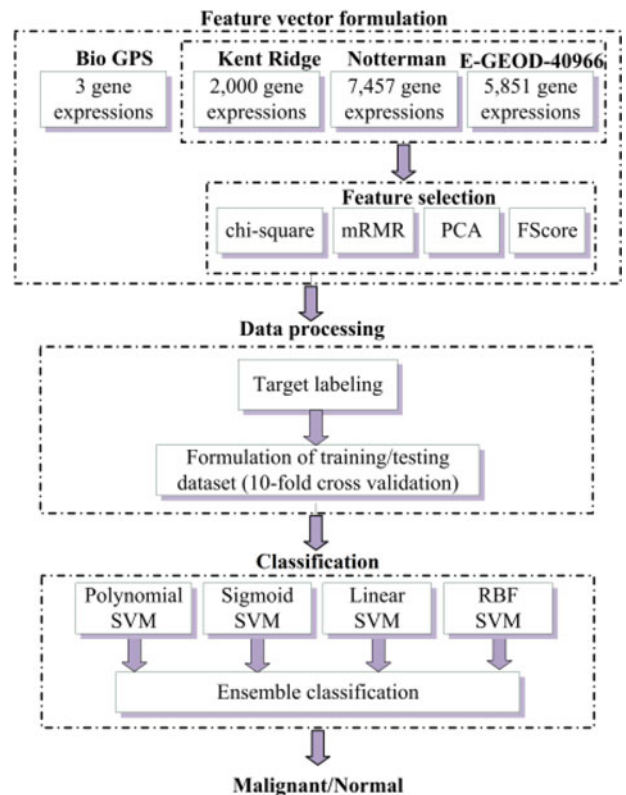 Feature vector formulation
Bio GPS
3 gene
expressions
Kent Ridge
2,000 gene
expressions
Notterman
7,457 gene
expressions
E-GEOD-40966
5,851 gene
expressions
Feature selection
chi-square
mRMR
PCA
FScore
Data processing
Target labeling
Formulation of training/testing
dataset (10-fold cross validation)
Classification
Polynomial
SVM
Sigmoid
SVM
Linear
SVM
RBF
SVM
Ensemble classification
Malignant/Normal